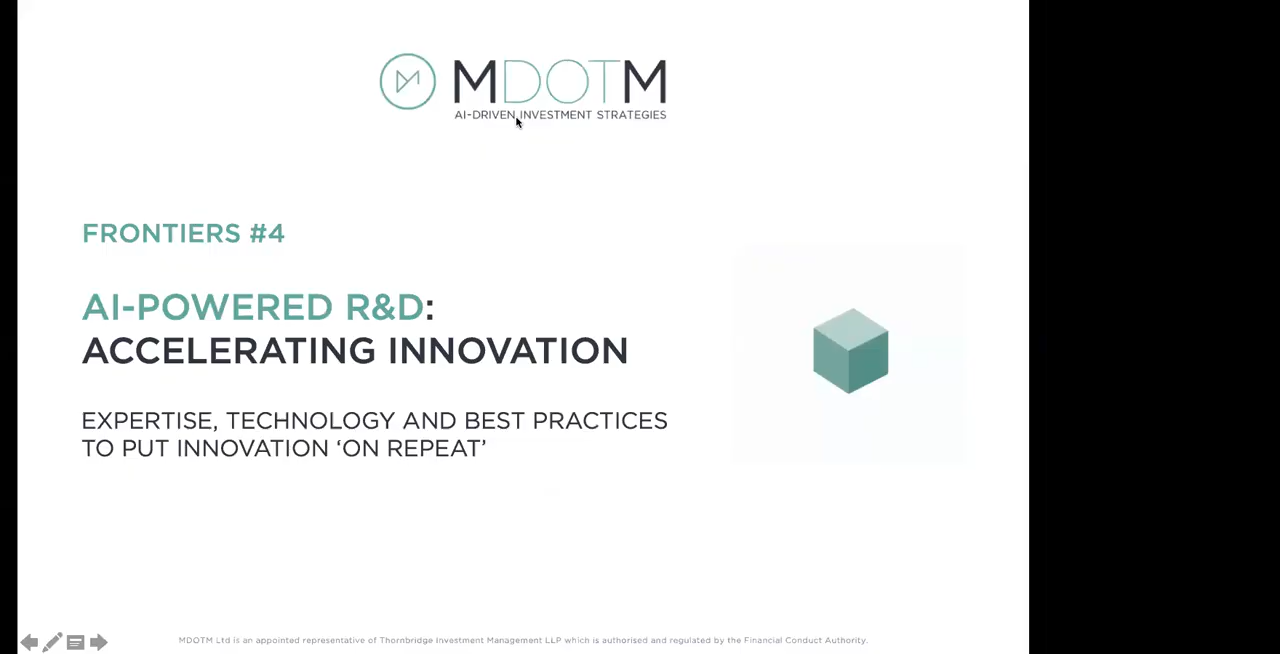 MDOTM
AI-DRIVEN INVESTMENT STRATEGIES
FRONTIERS #4
AI-POWERED R&D:
ACCELERATING INNOVATION
EXPERTISE, TECHNOLOGY AND BEST PRACTICES
TO PUT INNOVATION ‘ON REPEAT’
MDOTM Ltd is an appointed representative of Thornbridge Investment Management LLP which is authorised and regulated by the Financial Conduct Authority.